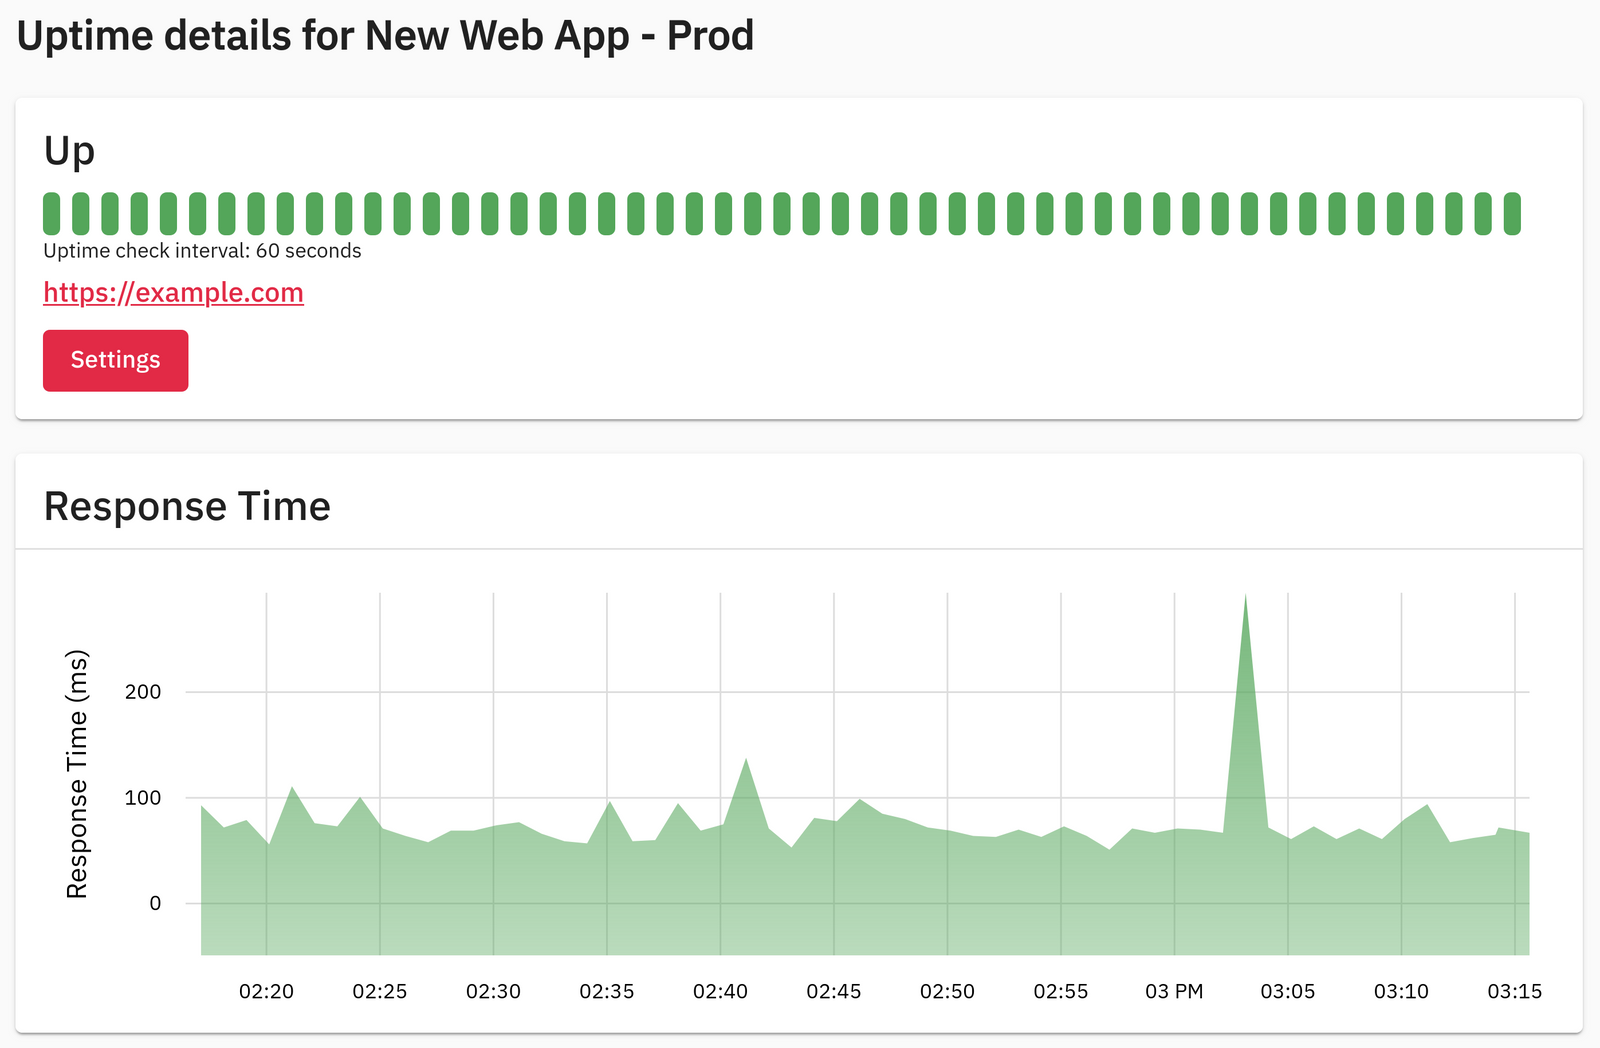 Uptime details for New Web App - Prod
Up
Uptime check interval: 60 seconds
https://example.com
Settings
Response Time
Response Time (ms)
200
100
0
02:20 02:25 02:30 02:35 02:40 02:45 02:50 02:55 03 PM 03:05 03:10 03:15